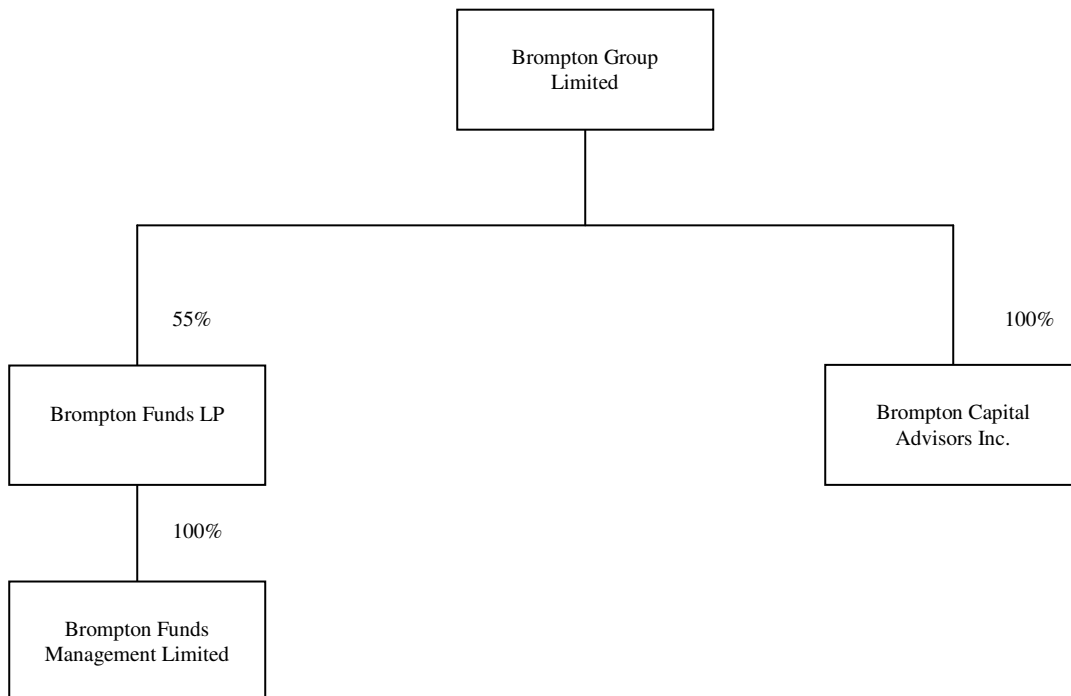 Brompton Group
Limited
55%
100%
Brompton Funds LP
Brompton Capital
Advisors Inc.
100%
Brompton Funds
Management Limited